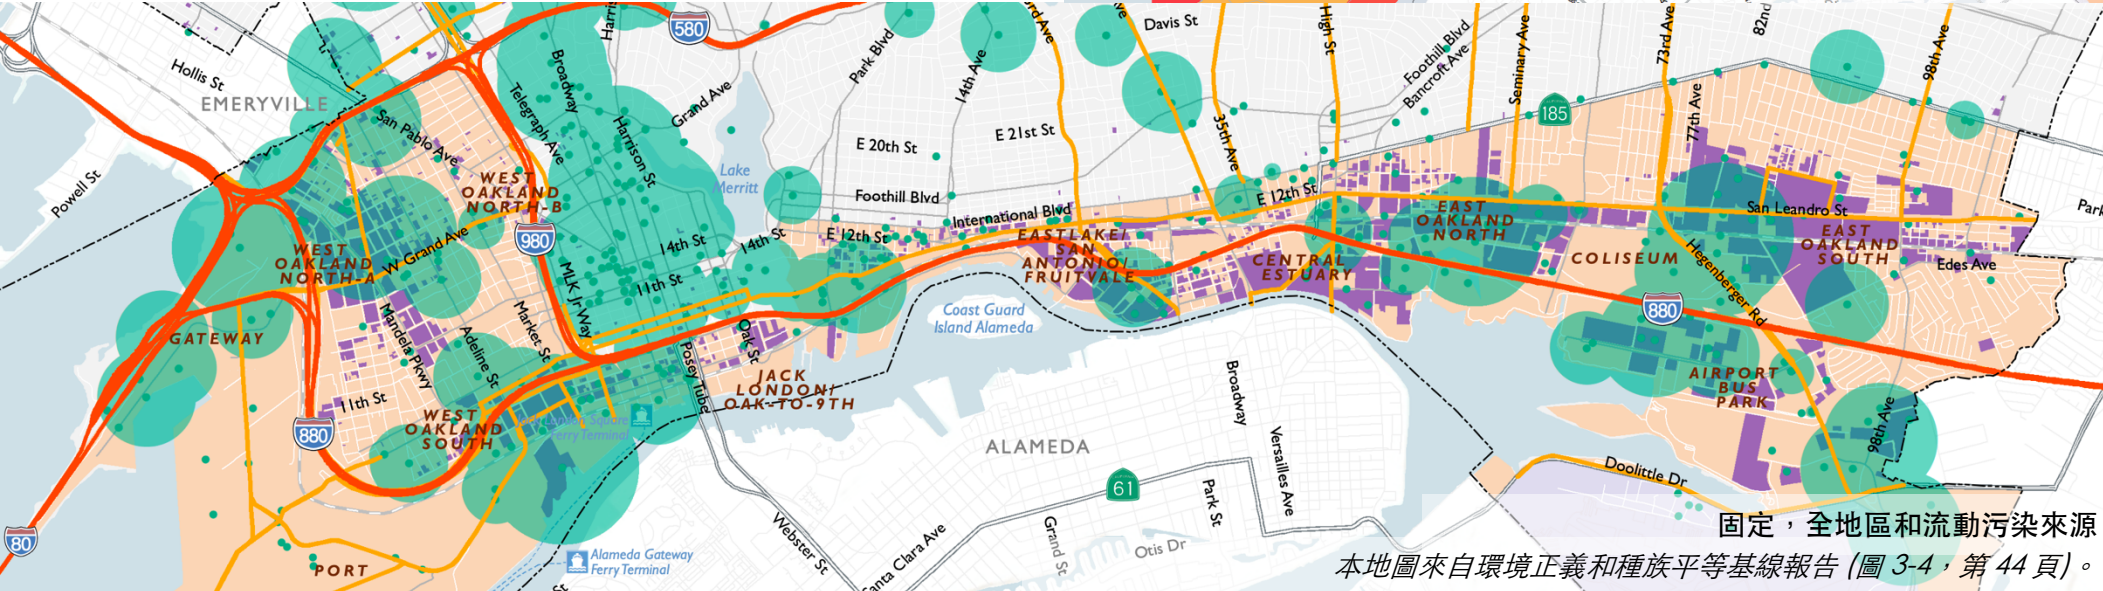 580
Harris
Davis St
High St
Foothill Blvd
Bancroft Ave
Seminary Ave
73rd Ave
82nd
98th Ave
Hollis St
EMERYVILLE
Broadway
Telegraph Ave
Grand Ave
Park Blvd
14th Ave
E 21st St
E 20th St
35th Ave
185
77th Ave
San Pablo Ave
Harrison St
Lake
Merritt
Powell St
WEST
OAKLAND
NORTH-B
Foothill Blvd
International Blvd
E 12th St
E 12th St
San Leandro St
980
WEST
OAKLAND
NORTH-A
W Grand Ave
14th St
14th St
11th St
MLK Jr Way
EASTLAKE/
SAN
ANTONIO/
FRUITVALE
CENTRAL
ESTUARY
EAST
OAKLAND
NORTH
COLISEUM
Hegenberger Rd
EAST
OAKLAND
SOUTH
Edes Ave
GATEWAY
Mandela Pkwy
Adeline St
Market St
Oak St
Posey Tube
Coast Guard
Island Alameda
880
AIRPORT
BUS
PARK
JACK
LONDON/
OAK-TO-9TH
11th St
880
WEST
OAKLAND
SOUTH
Ferry Terminal
ALAMEDA
Broadway
Versailles Ave
61
Park St
Doolittle Dr
98th Ave
80
PORT
Alameda Gateway
Ferry Terminal
Webster St
Santa Clara Ave
Grand St
Otis Dr
固定，全地區和流動污染來源
本地圖來自環境正義和種族平等基線報告 (圖 3-4，第 44 頁)。